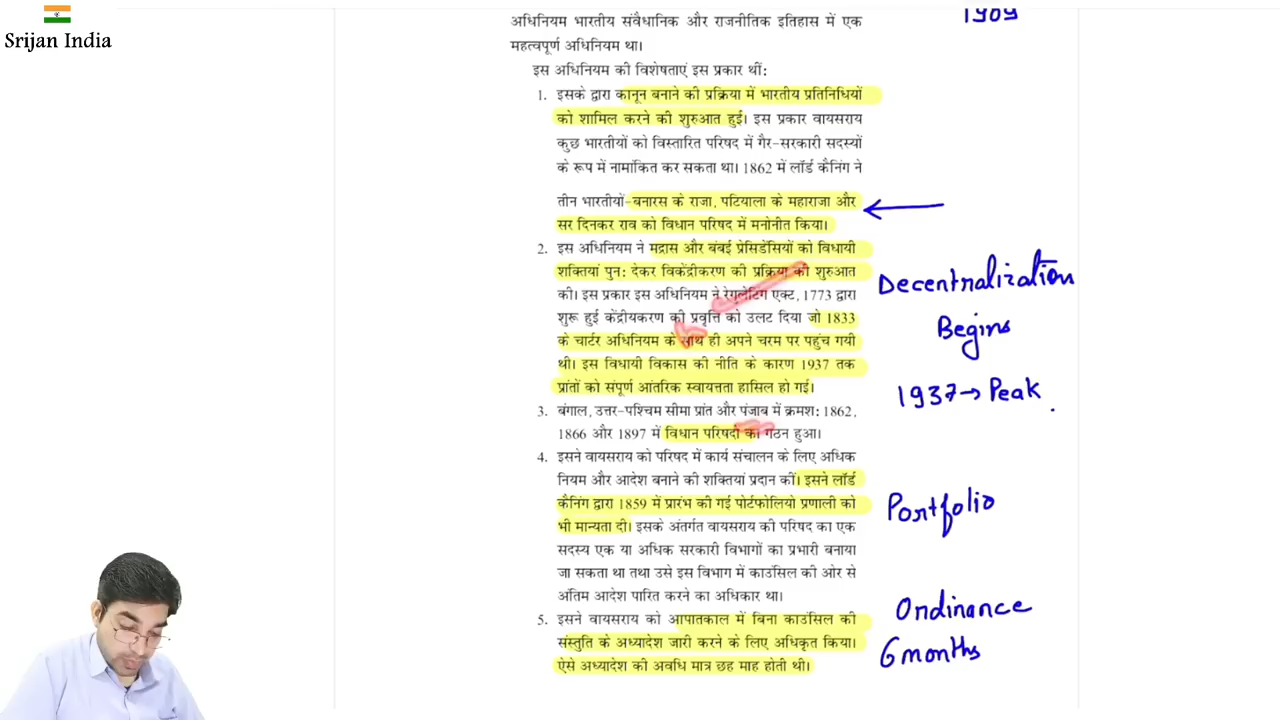 Srijan India
अधिनियम भारतीय संवैधानिक और राजनीतिक इतिहास में एक
1909
महत्वपूर्ण अधिनियम था।
इस अधिनियम की विशेषताएं इस प्रकार थीं:
1. इसके द्वारा कानून बनाने की प्रक्रिया में भारतीय प्रतिनिधियों
को शामिल करने की शुरुआत हुई। इस प्रकार वायसराय
कुछ भारतीयों को विस्तारित परिषद में गैर-सरकारी सदस्यों
के रूप में नामांकित कर सकता था। 1862 में लॉर्ड कैनिंग ने
तीन भारतीयों-बनारस के राजा, पटियाला के महाराजा और
सर दिनकर राव को विधान परिषद में मनोनीत किया।
2. इस अधिनियम ने मद्रास और बंबई प्रेसिडेंसियों को विधायी
शक्तियां पुन: देकर विकेंद्रीकरण की प्रक्रिया की शुरुआत
की। इस प्रकार इस अधिनियम ने रेगुलेटिंग एक्ट, 1773 द्वारा
शुरू हुई केंद्रीयकरण की प्रवृत्ति को उलट दिया जो 1833
के चार्टर अधिनियम के साथ ही अपने चरम पर पहुंच गयी
थी। इस विधायी विकास की नीति के कारण 1937 तक
प्रांतों को संपूर्ण आंतरिक स्वायत्तता हासिल हो गई।
Decentralization
Begins
1937→Peak
3. बंगाल, उत्तर-पश्चिम सीमा प्रांत और पंजाब में क्रमश: 1862,
1866 और 1897 में विधान परिषदों का गठन हुआ।
4. इसने वायसराय को परिषद में कार्य संचालन के लिए अधिक
नियम और आदेश बनाने की शक्तियां प्रदान कीं। इसने लॉर्ड
कैनिंग द्वारा 1859 में प्रारंभ की गई पोर्टफोलियो प्रणाली को
भी मान्यता दी। इसके अंतर्गत वायसराय की परिषद का एक
सदस्य एक या अधिक सरकारी विभागों का प्रभारी बनाया
जा सकता था तथा उसे इस विभाग में काउंसिल की ओर से
अंतिम आदेश पारित करने का अधिकार था।
Portfolio
5. इसने वायसराय को आपातकाल में बिना काउंसिल की
संस्तुति के अध्यादेश जारी करने के लिए अधिकृत किया।
ऐसे अध्यादेश की अवधि मात्र छह माह होती थी।
Ordinance
6 months